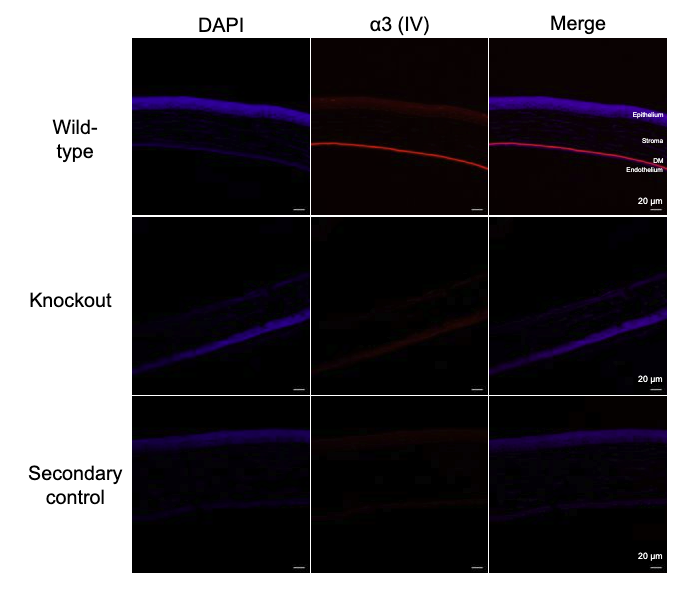 DAPI
α3 (IV)
Merge
Wild-
type
Epithelium
Stroma
DM
Endothelium
20 µm
Knockout
20 µm
Secondary
control
20 µm